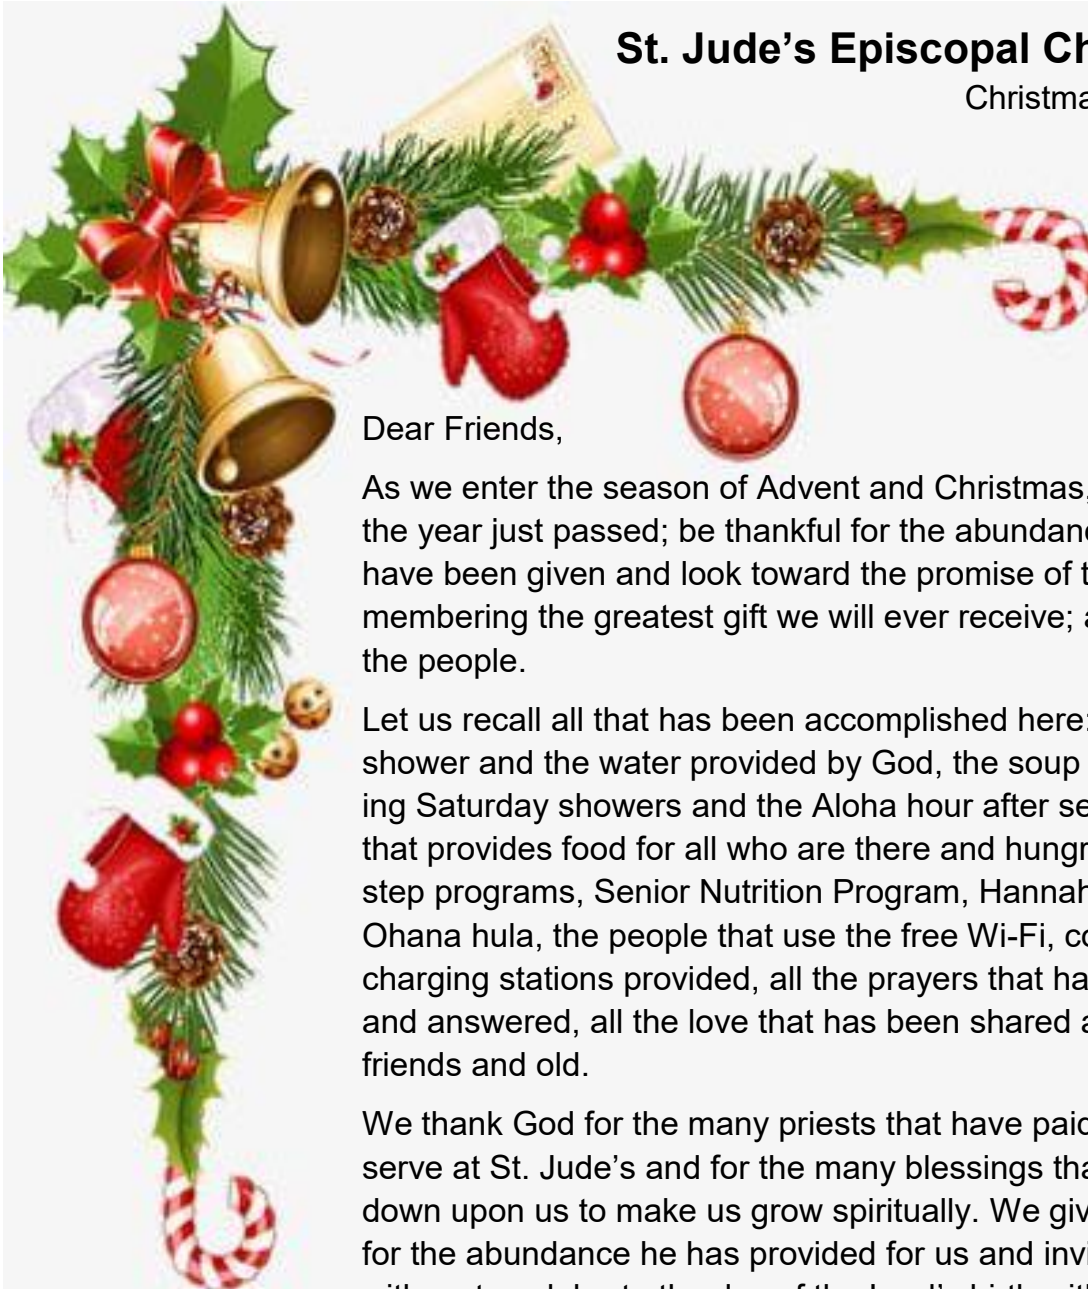 St. Jude’s Episcopal Ch
Christma
Dear Friends,
As we enter the season of Advent and Christmas,
the year just passed; be thankful for the abundanc
have been given and look toward the promise of t
membering the greatest gift we will ever receive; a
the people.
Let us recall all that has been accomplished here:
shower and the water provided by God, the soup
ing Saturday showers and the Aloha hour after se
that provides food for all who are there and hungr
step programs, Senior Nutrition Program, Hannah
Ohana hula, the people that use the free Wi-Fi, co
charging stations provided, all the prayers that ha
and answered, all the love that has been shared a
friends and old.
We thank God for the many priests that have paid
serve at St. Jude’s and for the many blessings tha
down upon us to make us grow spiritually. We giv
for the abundance he has provided for us and invi